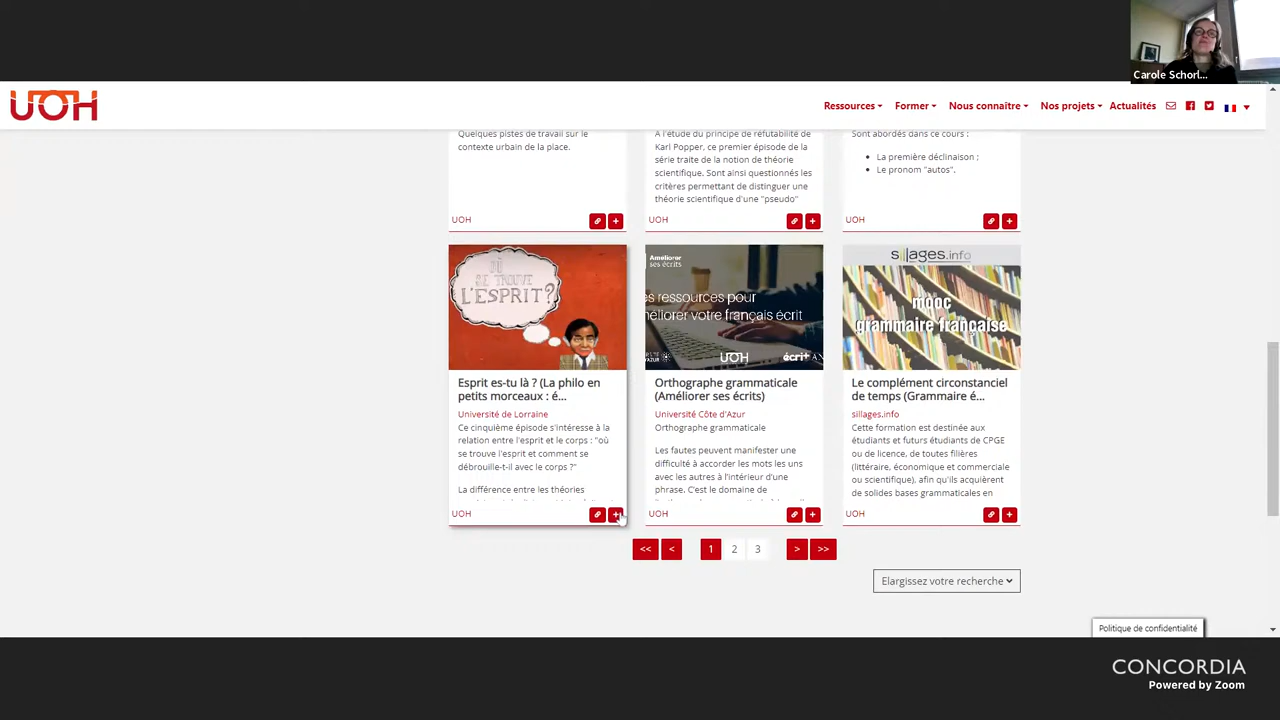 Carole Schorl...
UOH
Ressources
Former
Nous connaître
Nos projets
Actualités
Quelques pistes de travail sur le
contexte urbain de la place.
UOH
A l'étude du principe de réfutabilité de
Karl Popper, ce premier épisode de la
série traite de la notion de théorie
scientifique. Sont ainsi questionnés les
critères permettant de distinguer une
théorie scientifique d'une "pseudo"
UOH
Sont abordés dans ce cours :
• La première déclinaison ;
• Le pronom "autos".
UOH
OÙ
SE TROUVE
L'ESPRIT?
Esprit es-tu là ? (La philo en
petits morceaux : é...
Université de Lorraine
Ce cinquième épisode s'intéresse à la
relation entre l'esprit et le corps : "où
se trouve l'esprit et comment se
débrouille-t-il avec le corps ?"
La différence entre les théories
UOH
Améliorer
ses écrits
es ressources pour
méliorer votre français écrit
UOH
écrit+
Orthographe grammaticale
(Améliorer ses écrits)
Université Côte d'Azur
Orthographe grammaticale
Les fautes peuvent manifester une
difficulté à accorder les mots les uns
avec les autres à l'intérieur d'une
phrase. C'est le domaine de
UOH
sillages.info
mooc
grammaire française
Le complément circonstanciel
de temps (Grammaire é...
sillages.info
Cette formation est destinée aux
étudiants et futurs étudiants de CPGE
ou de licence, de toutes filières
(littéraire, économique et commerciale
ou scientifique), afin qu'ils acquièrent
de solides bases grammaticales en
UOH
<< < 1 2 3 > >>
Elargissez votre recherche
Politique de confidentialité
CONCORDIA
Powered by Zoom